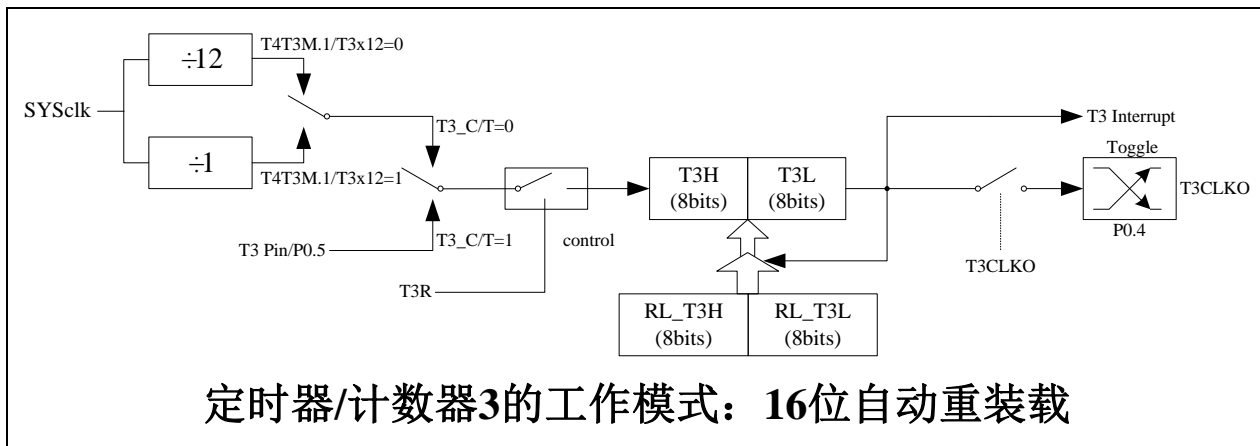 T4T3M.1/T3x12=0
÷12
SYSclk
T3_C/T=0
÷1
T4T3M.1/T3x12=1
T3 Pin/P0.5
T3_C/T=1
control
T3R
T3H
(8bits)
T3L
(8bits)
RL_T3H
(8bits)
RL_T3L
(8bits)
T3 Interrupt
Toggle
T3CLKO
P0.4
T3CLKO
定时器/计数器3的工作模式：16位自动重装载